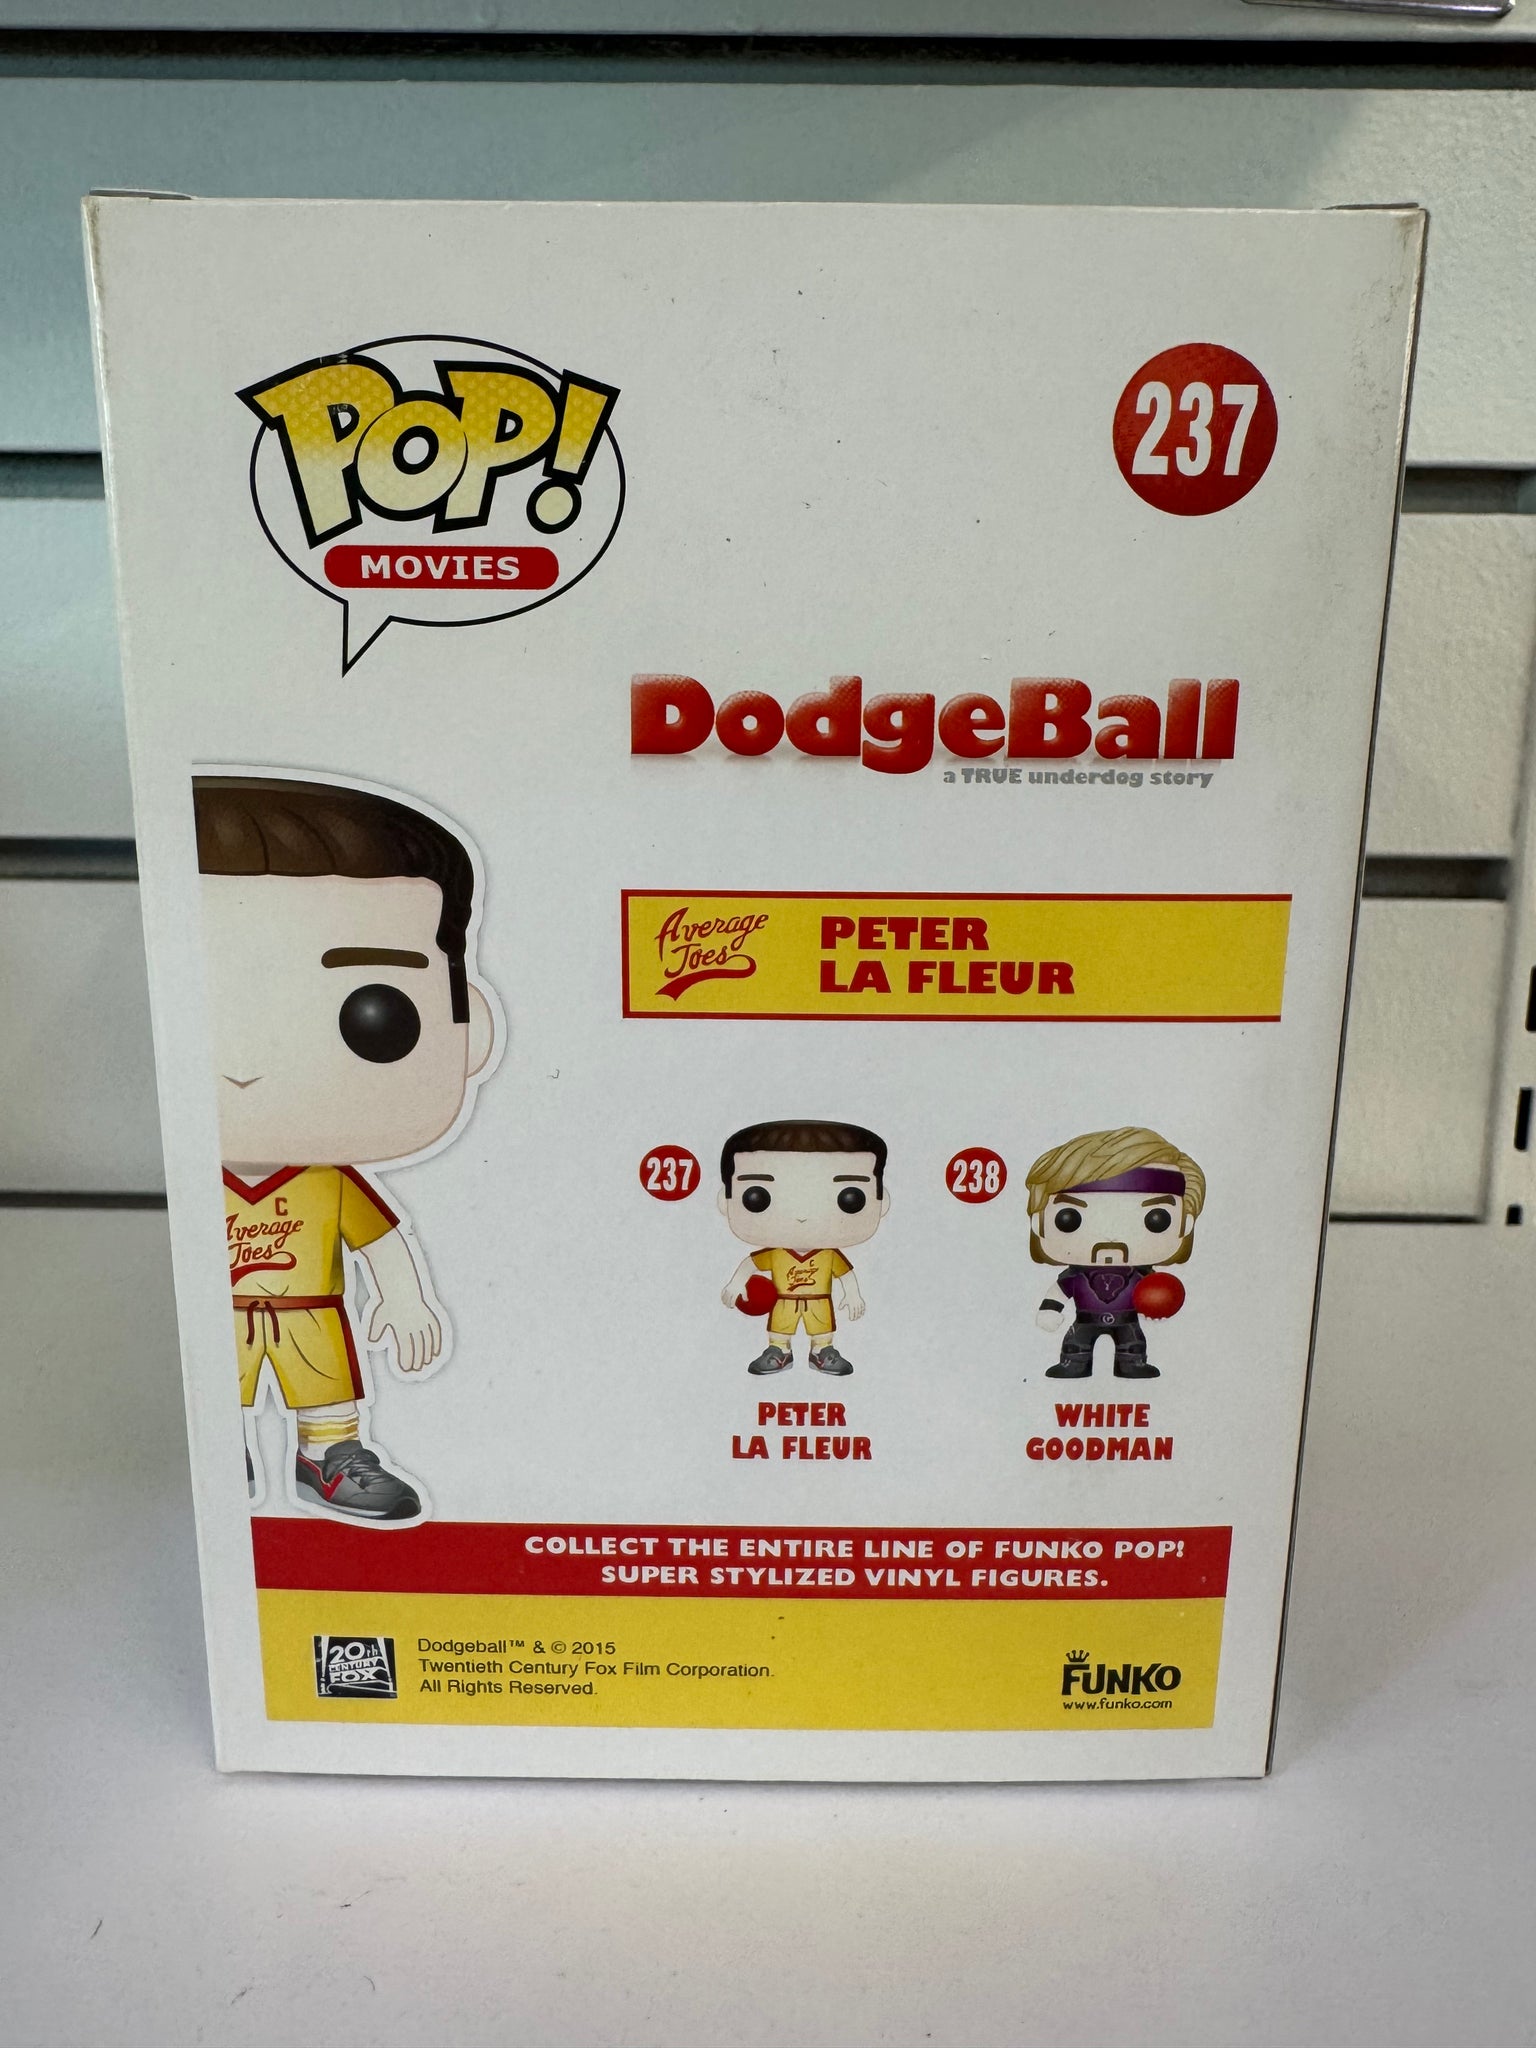 POP!
MOVIES
237
DodgeBall
a TRUE underdog story
Average
Joes
PETER
LA FLEUR
C
Average
Joes
237
238
C
Average
Joes
PETER
LA FLEUR
WHITE
GOODMAN
COLLECT THE ENTIRE LINE OF FUNKO POP!
SUPER STYLIZED VINYL FIGURES.
20th
CENTURY
FOX
Dodgeball™ & © 2015
Twentieth Century Fox Film Corporation.
All Rights Reserved.
FUNKO
www.funko.com